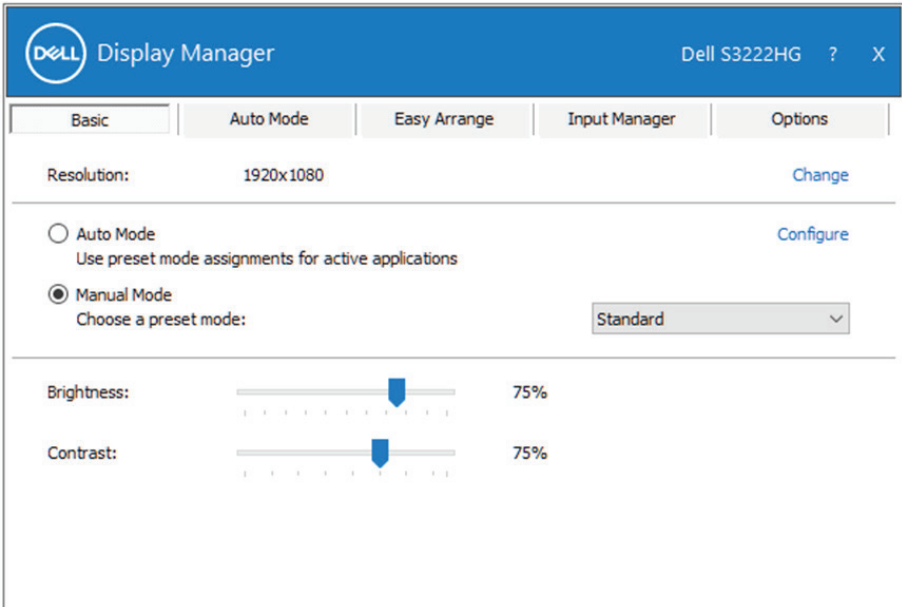 DELL Display Manager Dell S3222HG ? X
Basic Auto Mode Easy Arrange Input Manager Options
Resolution: 1920x1080 Change
Auto Mode Configure
Use preset mode assignments for active applications
Manual Mode
Choose a preset mode: Standard
Brightness: 75%
Contrast: 75%